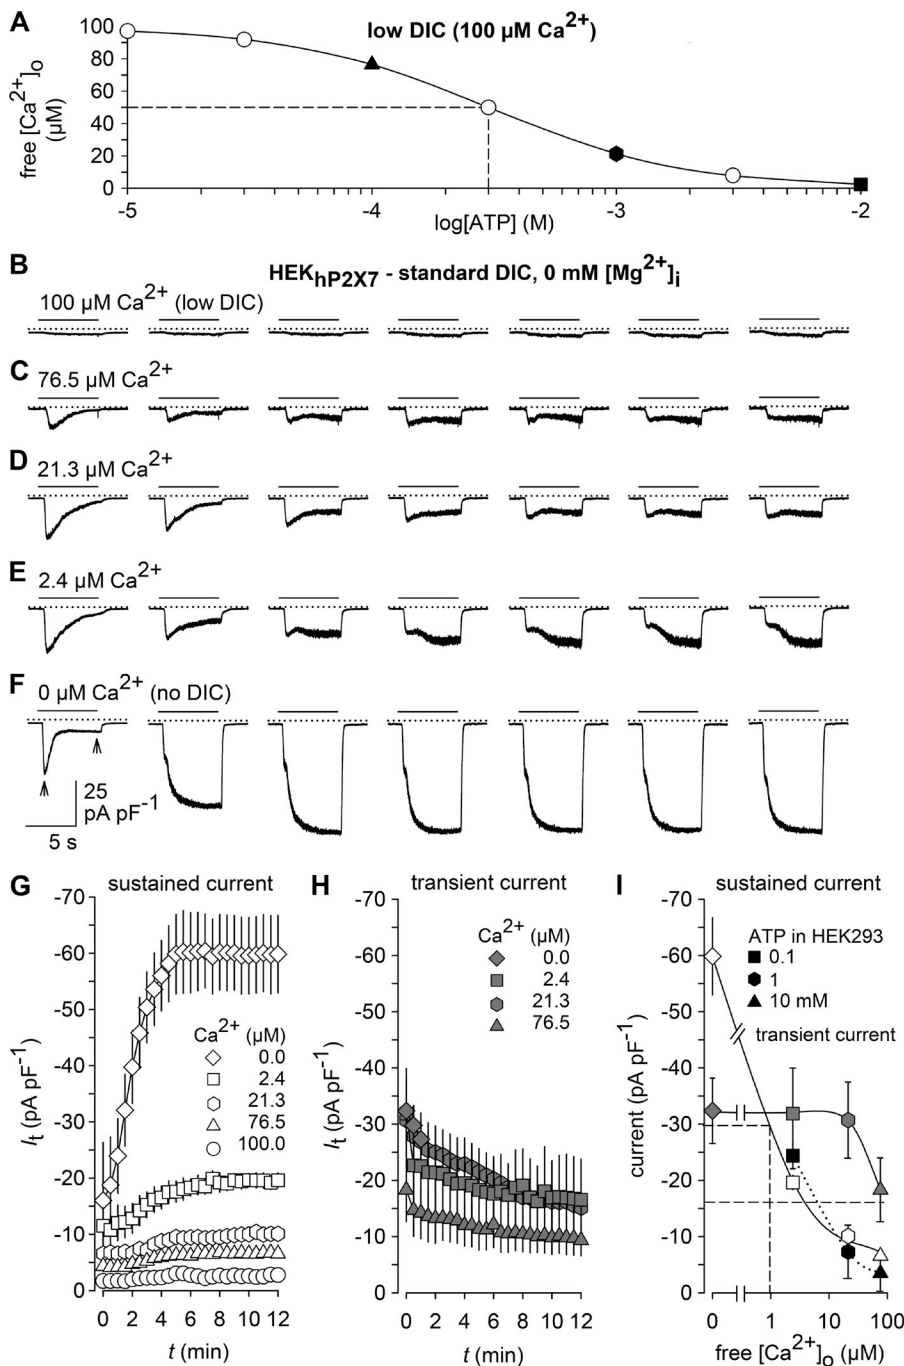 A
low DIC (100 µM Ca2+)
free [Ca2+]o
(µM)
100
80
60
40
20
0
-5 -4 -3 -2
log[ATP] (M)
B
HEKhP2X7 - standard DIC, 0 mM [Mg2+]i
100 µM Ca2+ (low DIC)
C
76.5 µM Ca2+
D
21.3 µM Ca2+
E
2.4 µM Ca2+
F
0 µM Ca2+ (no DIC)
25
pA pF-1
5 s
G sustained current
It (pA pF-1)
-70
-60
-50
-40
-30
-20
-10
0
Ca2+ (µM)
0.0
2.4
21.3
76.5
100.0
0 2 4 6 8 10 12
t (min)
H transient current
It (pA pF-1)
-70
-60
-50
-40
-30
-20
-10
0
Ca2+ (µM)
0.0
2.4
21.3
76.5
0 2 4 6 8 10 12
t (min)
I sustained current
current (pA pF-1)
-70
-60
-50
-40
-30
-20
-10
0
ATP in HEK293
0.1
1
10 mM
transient current
0 1 10 100
free [Ca2+]o (µM)